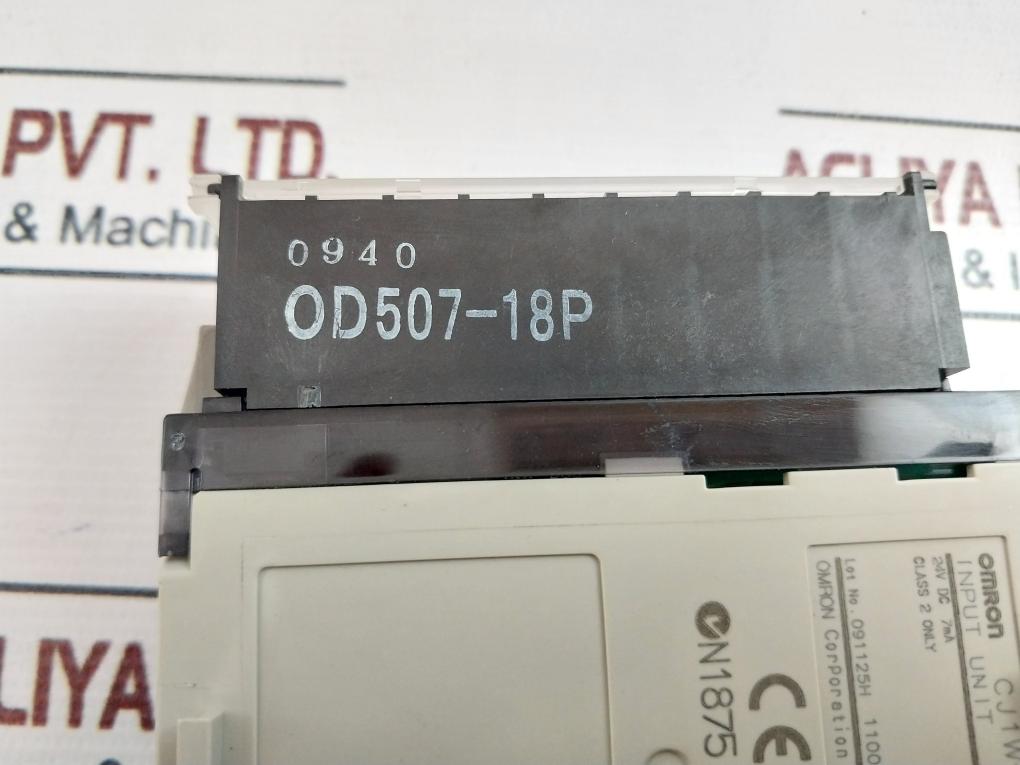 PVT. LTD.
& Machi
0940
OD507-18P
& I
OMRON CJ1W
INPUT UNIT
24V DC 7mA
CLASS 2 ONLY
Lot No. 091125H 1100
OMRON Corporation
N1875
CE
LIYA